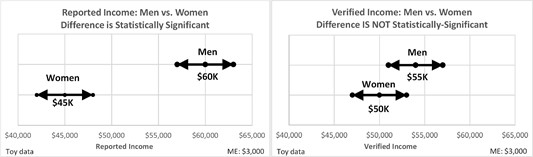 Reported Income: Men vs. Women
Difference is Statistically Significant
Men
$60K
Women
$45K
$40,000 $45,000 $50,000 $55,000 $60,000 $65,000
Reported Income
Toy data
ME: $3,000
Verified Income: Men vs. Women
Difference IS NOT Statistically-Significant
Men
$55K
Women
$50K
$40,000 $45,000 $50,000 $55,000 $60,000 $65,000
Verified Income
Toy data
ME: $3,000